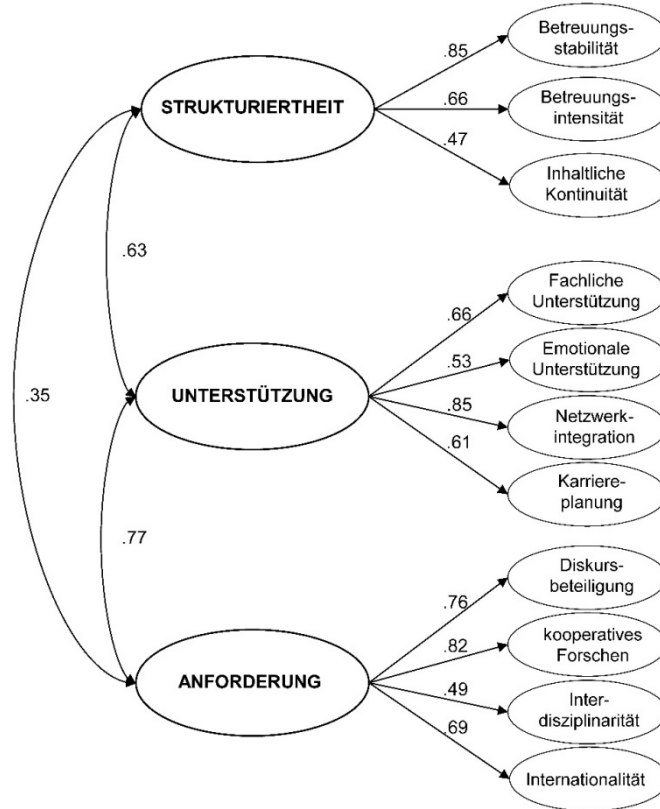 Betreuungs-
stabilität
.85
STRUKTURIERTHEIT
.66
Betreuungs-
intensität
.47
Inhaltliche
Kontinuität
.63
Fachliche
Unterstützung
.66
Emotionale
Unterstützung
.53
.35
UNTERSTÜTZUNG
.85
Netzwerk-
integration
.61
Karriere-
planung
.77
Diskurs-
beteiligung
.76
kooperatives
Forschen
.82
ANFORDERUNG
.49
Inter-
disziplinarität
.69
Internationalität